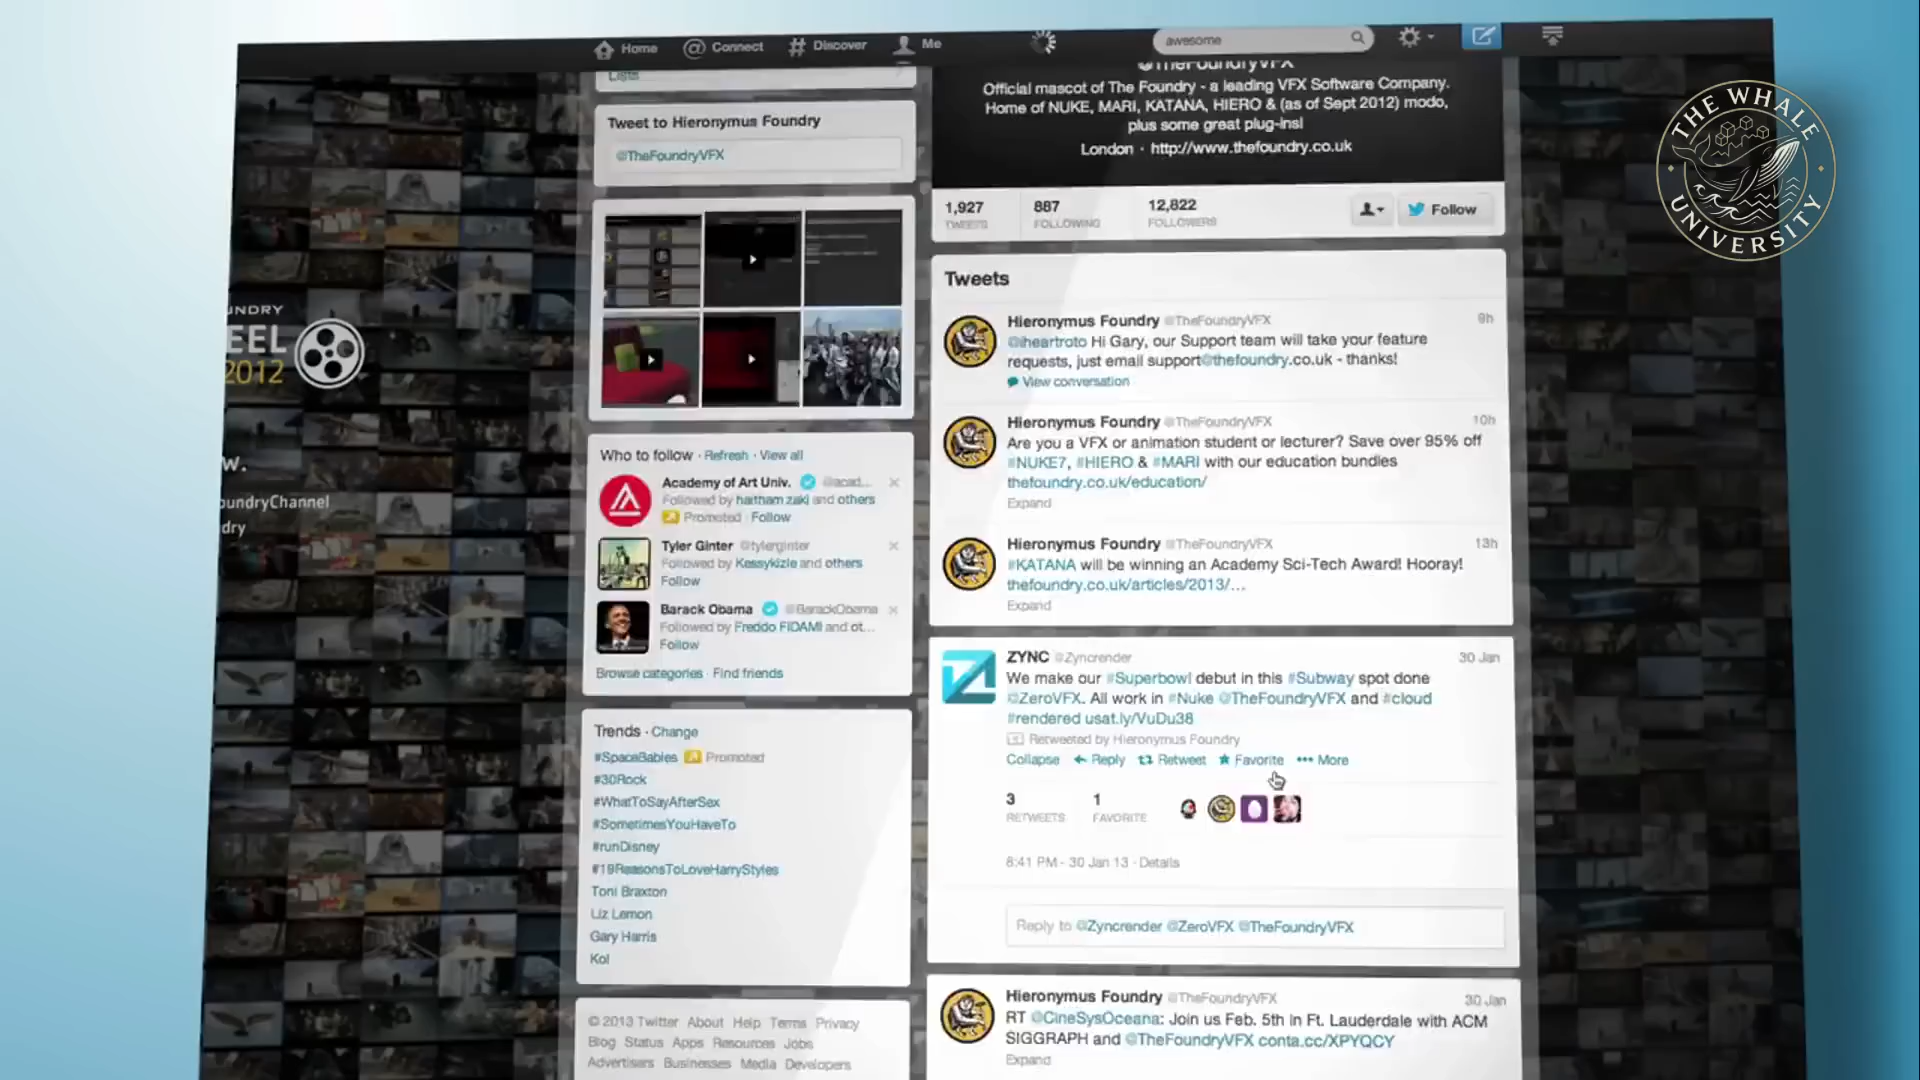 Home
Connect
Discover
Me
awesome
Lists
Tweet to Hieronymus Foundry
@TheFoundryVFX
UNDRY
EEL
2012
w.
oundryChannel
dry
Who to follow · Refresh · View all
Academy of Art Univ. @acad...
Followed by haitham zaki and others
Promoted · Follow
Tyler Ginter @tylerginter
Followed by Kessykizle and others
Follow
Barack Obama @BarackObama
Followed by Freddo FIDAMI and ot...
Follow
Browse categories · Find friends
Trends · Change
#SpaceBabies Promoted
#30Rock
#WhatToSayAfterSex
#SometimesYouHaveTo
#runDisney
#19ReasonsToLoveHarryStyles
Toni Braxton
Liz Lemon
Gary Harris
Kol
© 2013 Twitter About Help Terms Privacy
Blog Status Apps Resources Jobs
Advertisers Businesses Media Developers
@TheFoundryVFX
Official mascot of The Foundry - a leading VFX Software Company.
Home of NUKE, MARI, KATANA, HIERO & (as of Sept 2012) modo,
plus some great plug-ins!
London · http://www.thefoundry.co.uk
1,927
TWEETS
887
FOLLOWING
12,822
FOLLOWERS
Follow
Tweets
Hieronymus Foundry @TheFoundryVFX 9h
@iheartroto Hi Gary, our Support team will take your feature
requests, just email support@thefoundry.co.uk - thanks!
View conversation
Hieronymus Foundry @TheFoundryVFX 10h
Are you a VFX or animation student or lecturer? Save over 95% off
#NUKE7, #HIERO & #MARI with our education bundles
thefoundry.co.uk/education/
Expand
Hieronymus Foundry @TheFoundryVFX 13h
#KATANA will be winning an Academy Sci-Tech Award! Hooray!
thefoundry.co.uk/articles/2013/...
Expand
ZYNC @Zyncrender 30 Jan
We make our #Superbowl debut in this #Subway spot done
@ZeroVFX. All work in #Nuke @TheFoundryVFX and #cloud
#rendered usat.ly/VuDu38
Retweeted by Hieronymus Foundry
Collapse Reply Retweet Favorite More
3
RETWEETS
1
FAVORITE
8:41 PM - 30 Jan 13 · Details
Reply to @Zyncrender @ZeroVFX @TheFoundryVFX
Hieronymus Foundry @TheFoundryVFX 30 Jan
RT @CineSysOceana: Join us Feb. 5th in Ft. Lauderdale with ACM
SIGGRAPH and @TheFoundryVFX conta.cc/XPYQCY
Expand
THE WHALE
UNIVERSITY